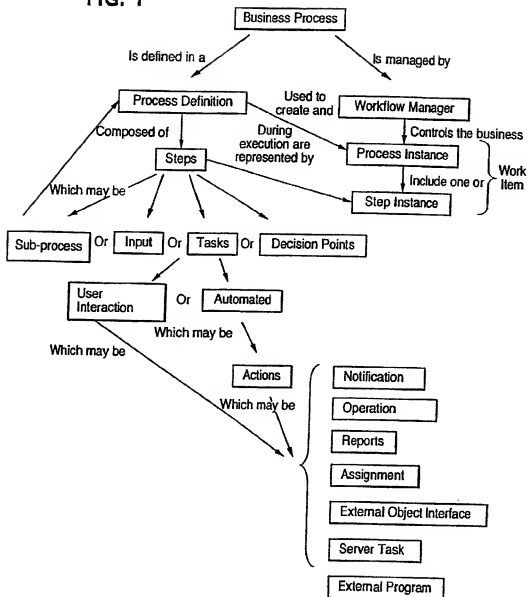 FIG. 1
Business Process
Is defined in a
Is managed by
Process Definition
Used to
create and
Workflow Manager
Composed of
During
execution are
represented by
Controls the business
Process Instance
Steps
Include one or
Work
Item
Which may be
Step Instance
Sub-process Or Input Or Tasks Or Decision Points
User
Interaction
Or
Automated
Which may be
Which may be
Actions
Notification
Which may be
Operation
Reports
Assignment
External Object Interface
Server Task
External Program